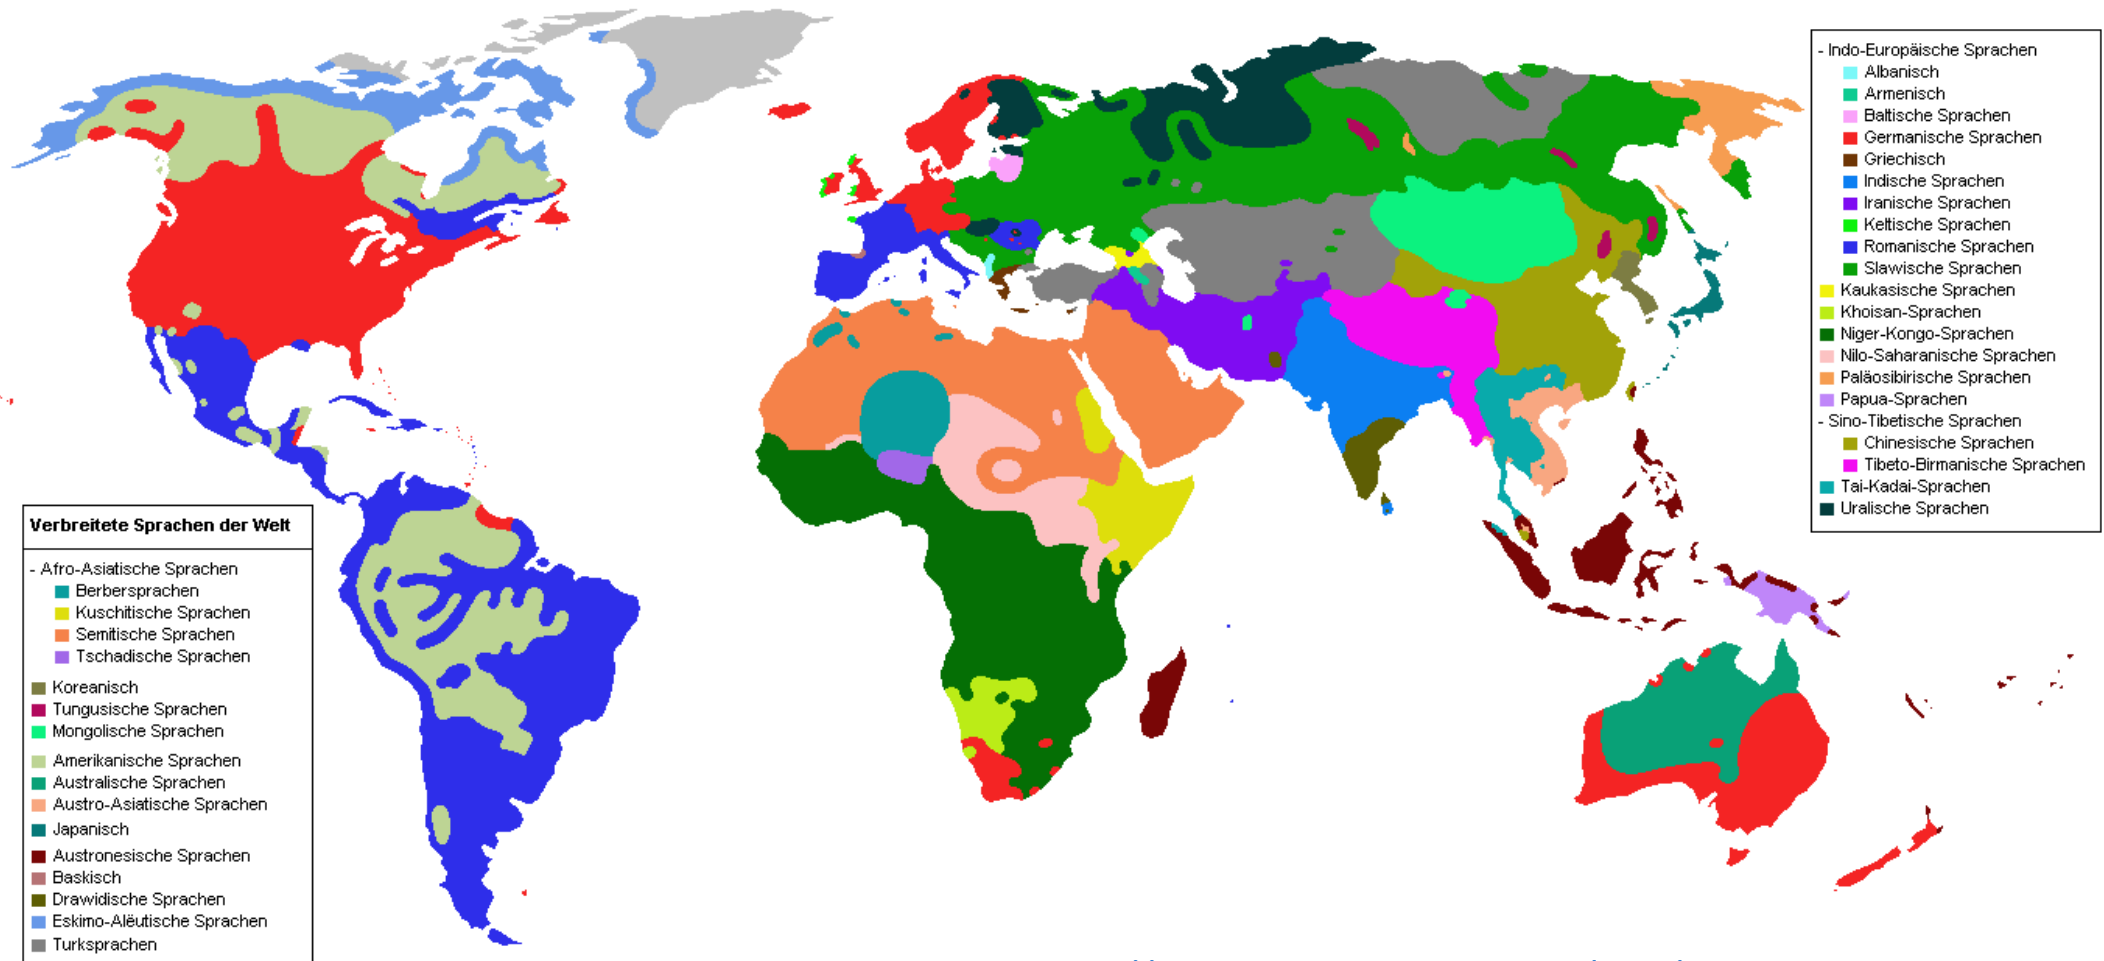 Verbreitete Sprachen der Welt
- Afro-Asiatische Sprachen
Berbersprachen
Kuschitische Sprachen
Semitische Sprachen
Tschadische Sprachen
Koreanisch
Tungusische Sprachen
Mongolische Sprachen
Amerikanische Sprachen
Australische Sprachen
Austro-Asiatische Sprachen
Japanisch
Austronesische Sprachen
Baskisch
Drawidische Sprachen
Eskimo-Alëutische Sprachen
Turksprachen
- Indo-Europäische Sprachen
Albanisch
Armenisch
Baltische Sprachen
Germanische Sprachen
Griechisch
Indische Sprachen
Iranische Sprachen
Keltische Sprachen
Romanische Sprachen
Slawische Sprachen
Kaukasische Sprachen
Khoisan-Sprachen
Niger-Kongo-Sprachen
Nilo-Saharanische Sprachen
Paläosibirische Sprachen
Papua-Sprachen
- Sino-Tibetische Sprachen
Chinesische Sprachen
Tibeto-Birmanische Sprachen
Tai-Kadai-Sprachen
Uralische Sprachen